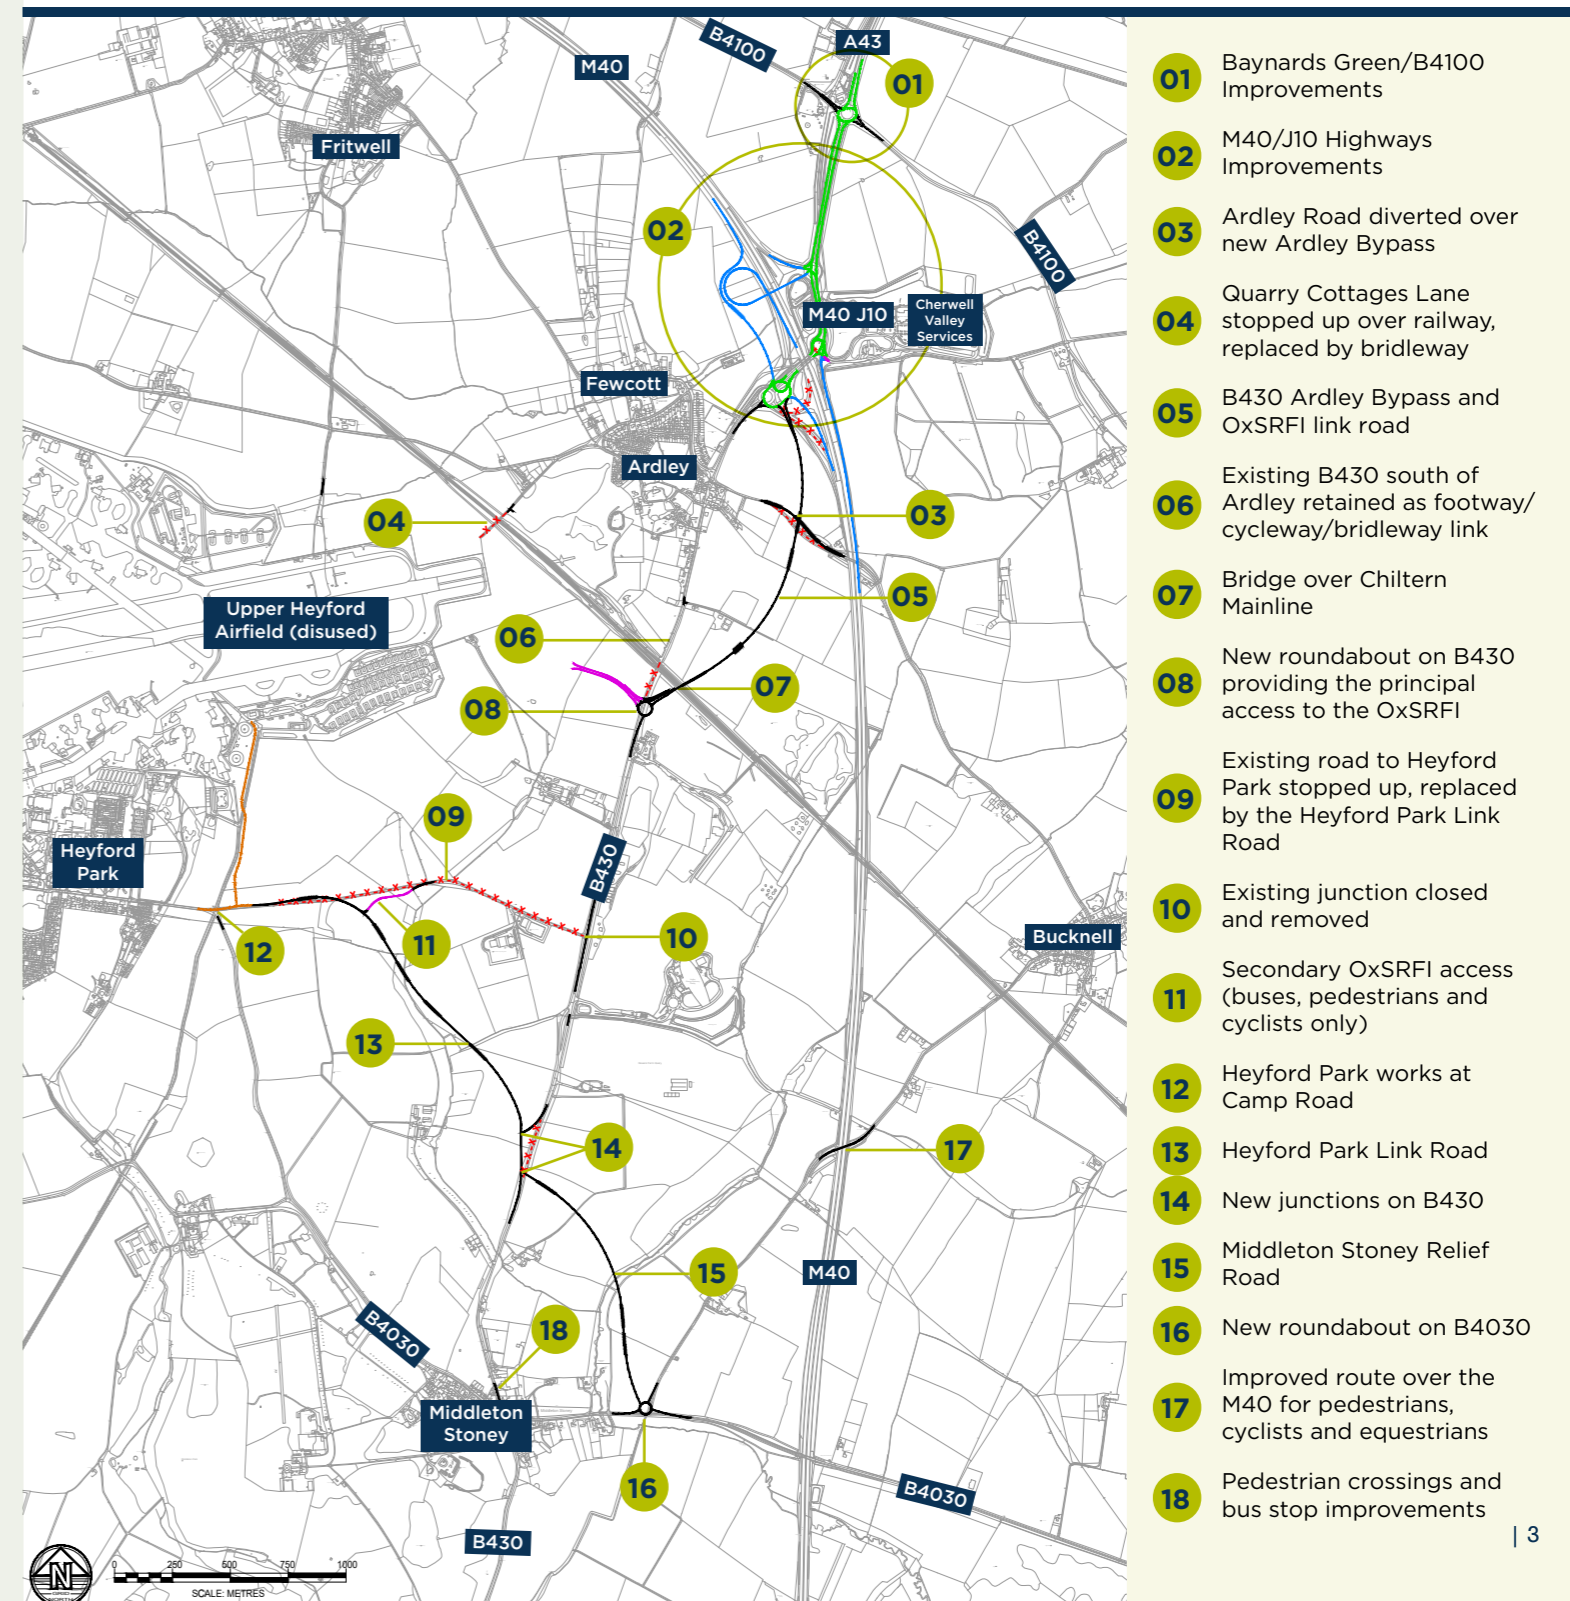 B4100
A43
M40
01
Fritwell
02
B4100
M40 J10
Cherwell
Valley
Services
Fewcott
Ardley
04
03
Upper Heyford
Airfield (disused)
05
06
07
08
09
Heyford
Park
B430
10
11
12
Bucknell
13
14
17
15
M40
B4030
18
Middleton
Stoney
16
B4030
B430
N
GRID
NORTH
0 250 500 750 1000
SCALE: METRES
01 Baynards Green/B4100
Improvements
02 M40/J10 Highways
Improvements
03 Ardley Road diverted over
new Ardley Bypass
04 Quarry Cottages Lane
stopped up over railway,
replaced by bridleway
05 B430 Ardley Bypass and
OxSRFI link road
06 Existing B430 south of
Ardley retained as footway/
cycleway/bridleway link
07 Bridge over Chiltern
Mainline
08 New roundabout on B430
providing the principal
access to the OxSRFI
09 Existing road to Heyford
Park stopped up, replaced
by the Heyford Park Link
Road
10 Existing junction closed
and removed
11 Secondary OxSRFI access
(buses, pedestrians and
cyclists only)
12 Heyford Park works at
Camp Road
13 Heyford Park Link Road
14 New junctions on B430
15 Middleton Stoney Relief
Road
16 New roundabout on B4030
17 Improved route over the
M40 for pedestrians,
cyclists and equestrians
18 Pedestrian crossings and
bus stop improvements
| 3